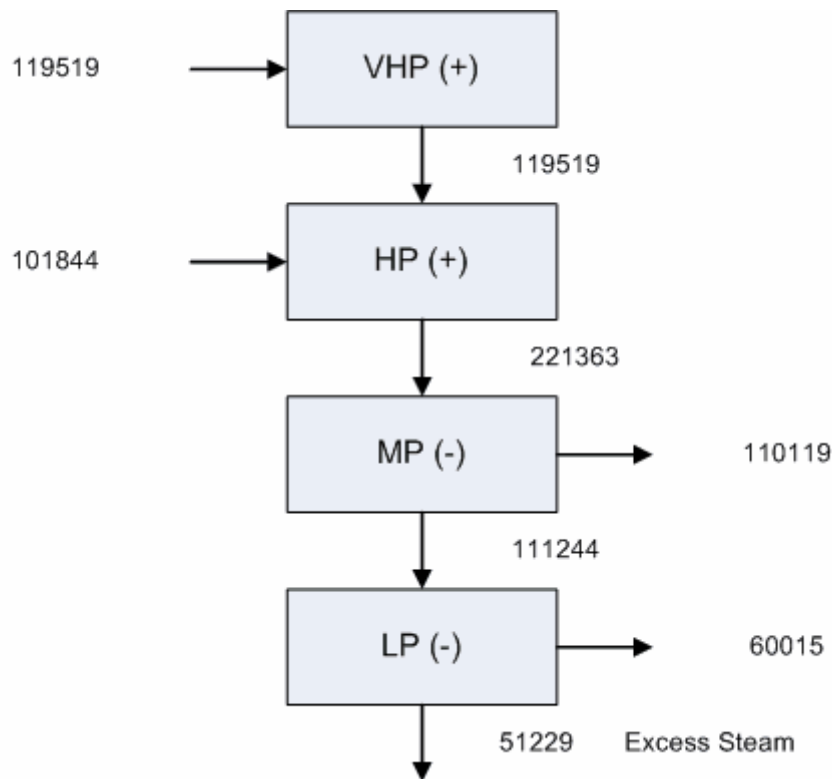 119519
VHP (+)
119519
101844
HP (+)
221363
MP (-)
110119
111244
LP (-)
60015
51229 Excess Steam